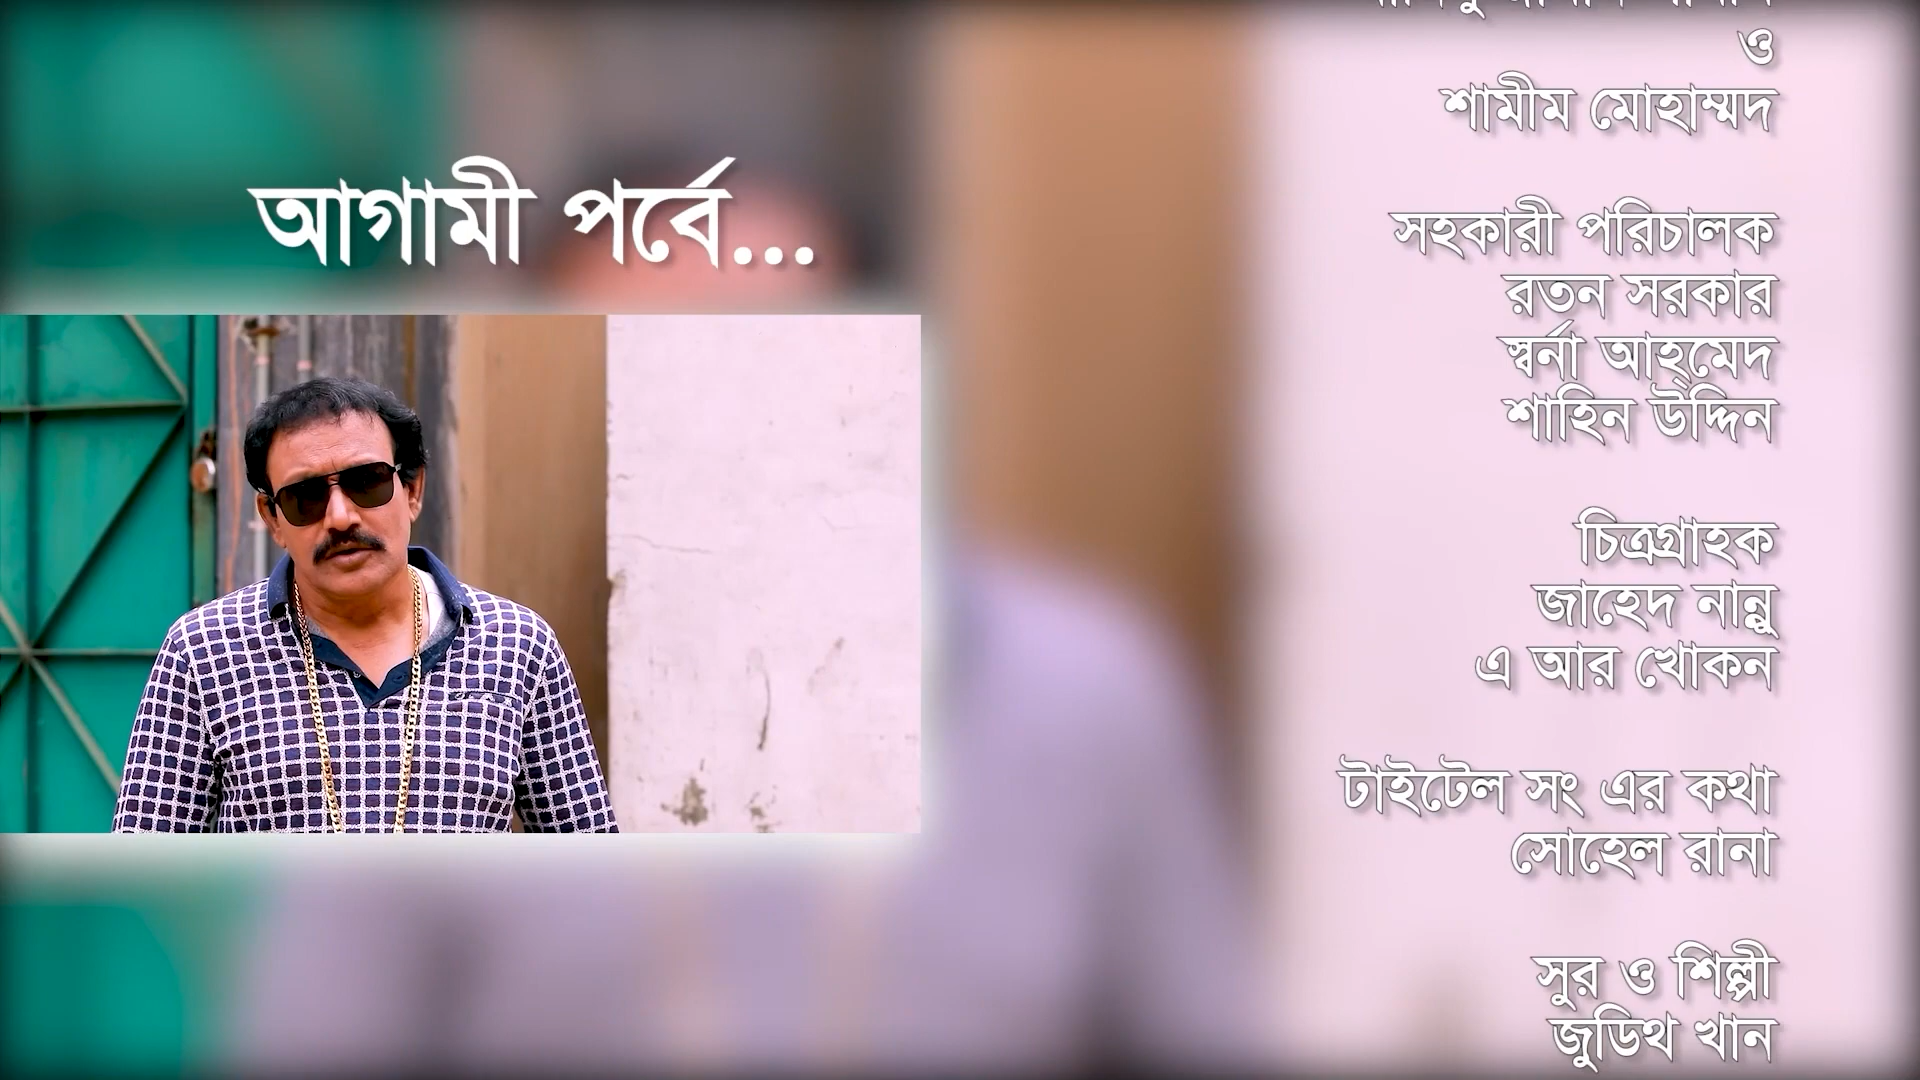 আগামী পর্বে...
ও
শামীম মোহাম্মদ
সহকারী পরিচালক
রতন সরকার
স্বর্না আহমেদ
শাহিন উদ্দিন
চিত্রগ্রাহক
জাহেদ নান্নু
এ আর খোকন
টাইটেল সং এর কথা
সোহেল রানা
সুর ও শিল্পী
জুডিথ খান